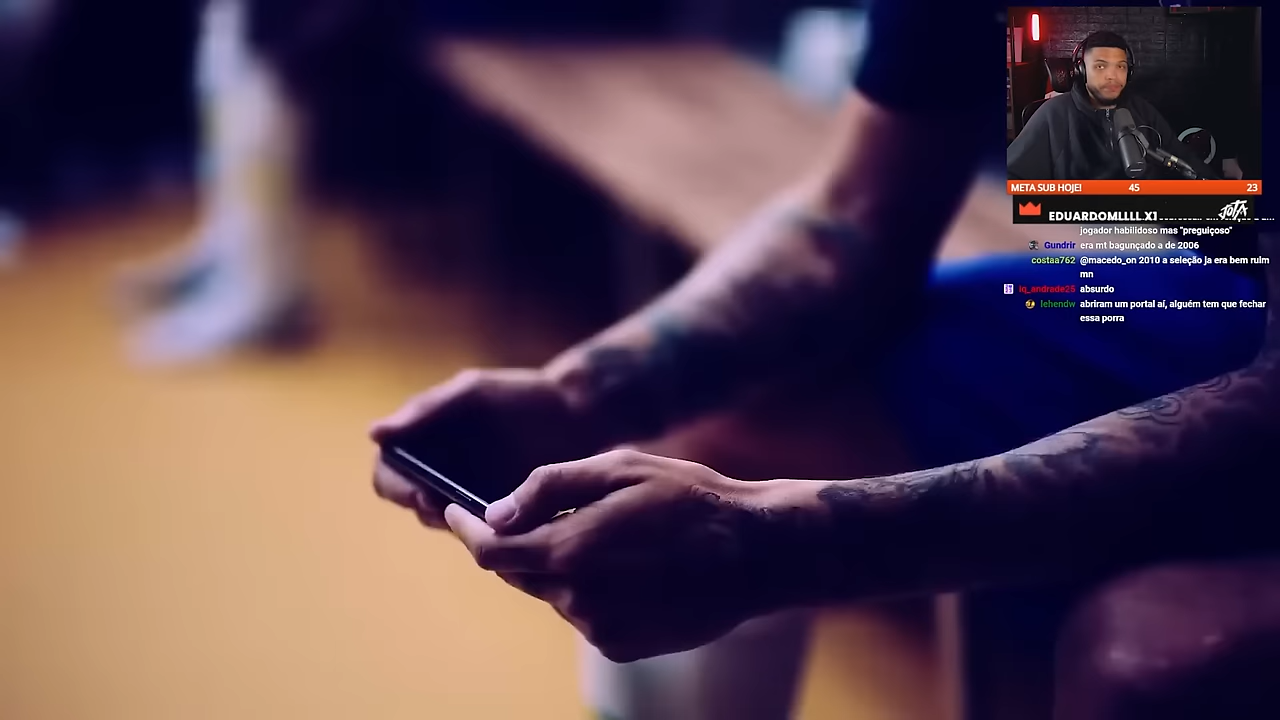 META SUB HOJE! 45 23
EDUARDOMLLLL X1
JOTA
jogador habilidoso mas "preguiçoso"
Gundrir era mt bagunçado a de 2006
costaa762 @macedo_on 2010 a seleção ja era bem ruim
mn
iq_andrade25 absurdo
lehendw abriram um portal aí, alguém tem que fechar
essa porra